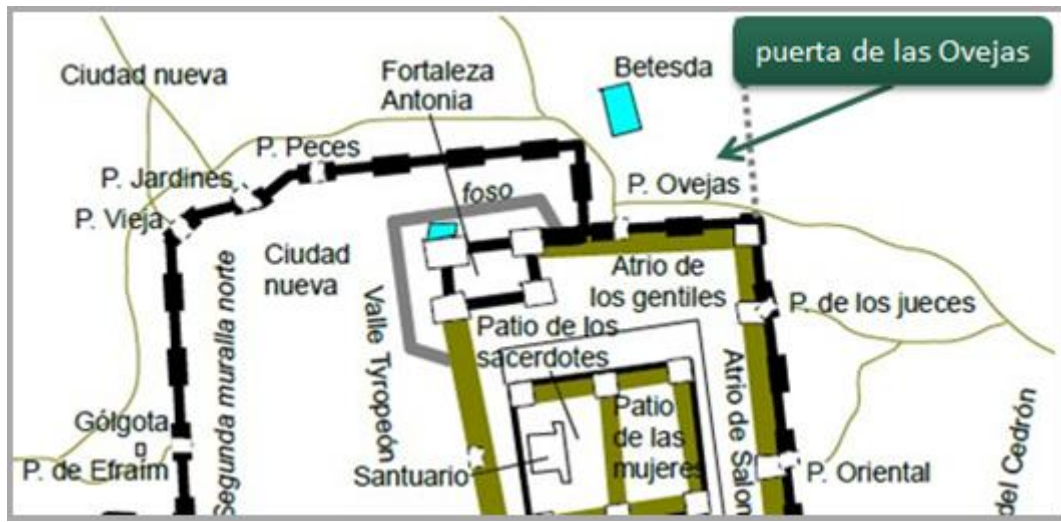 puerta de las Ovejas
Ciudad nueva
Fortaleza
Antonia
Betesda
P. Peces
P. Jardines
P. Vieja
foso
P. Ovejas
Ciudad
nueva
Segunda muralla norte
Valle Tyropeón
Atrio de
los gentiles
P. de los jueces
Patio de los
sacerdotes
Atrio de Salon
Patio
de las
mujeres
Gólgota
P. de Efraím
Santuario
P. Oriental
del Cedrón